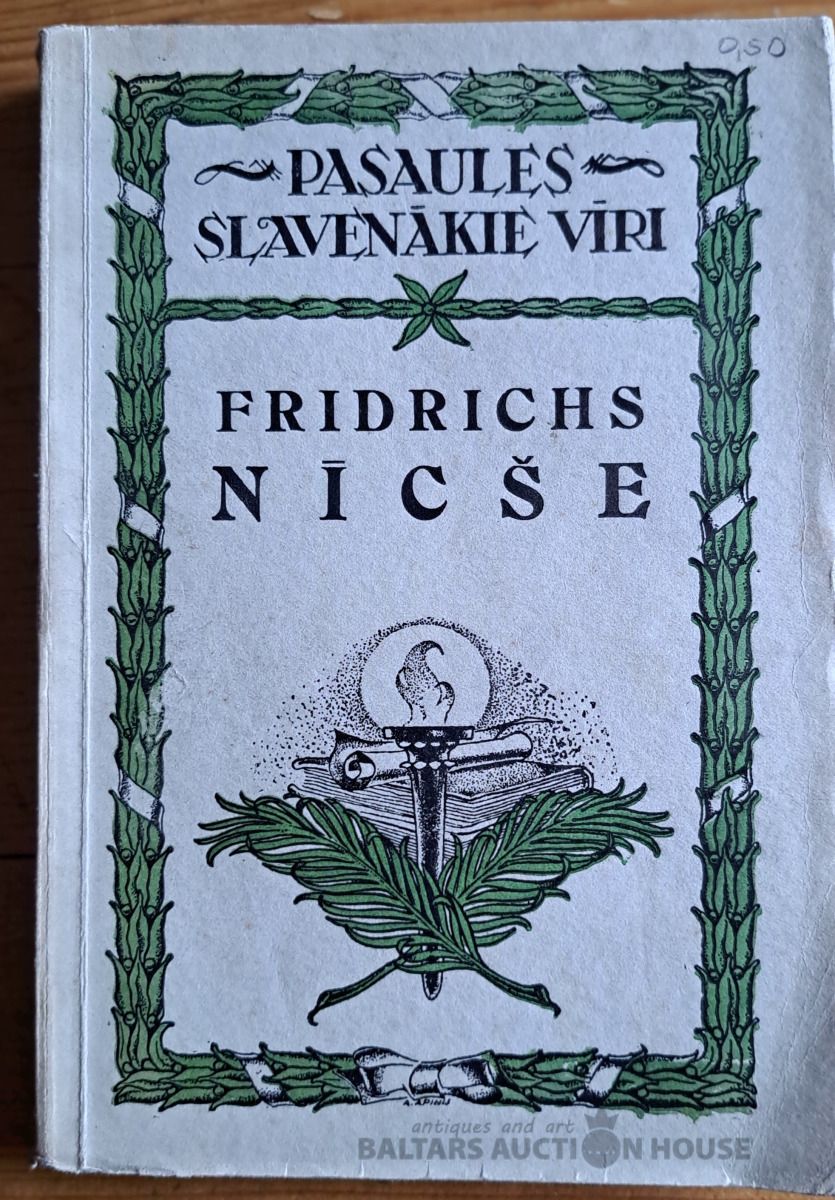 0,50
PASAULES
SLAVENĀKIE VĪRI
FRIDRICHS
NĪCŠE
A. APINIS
antiques and art
BALTARS AUCTION HOUSE